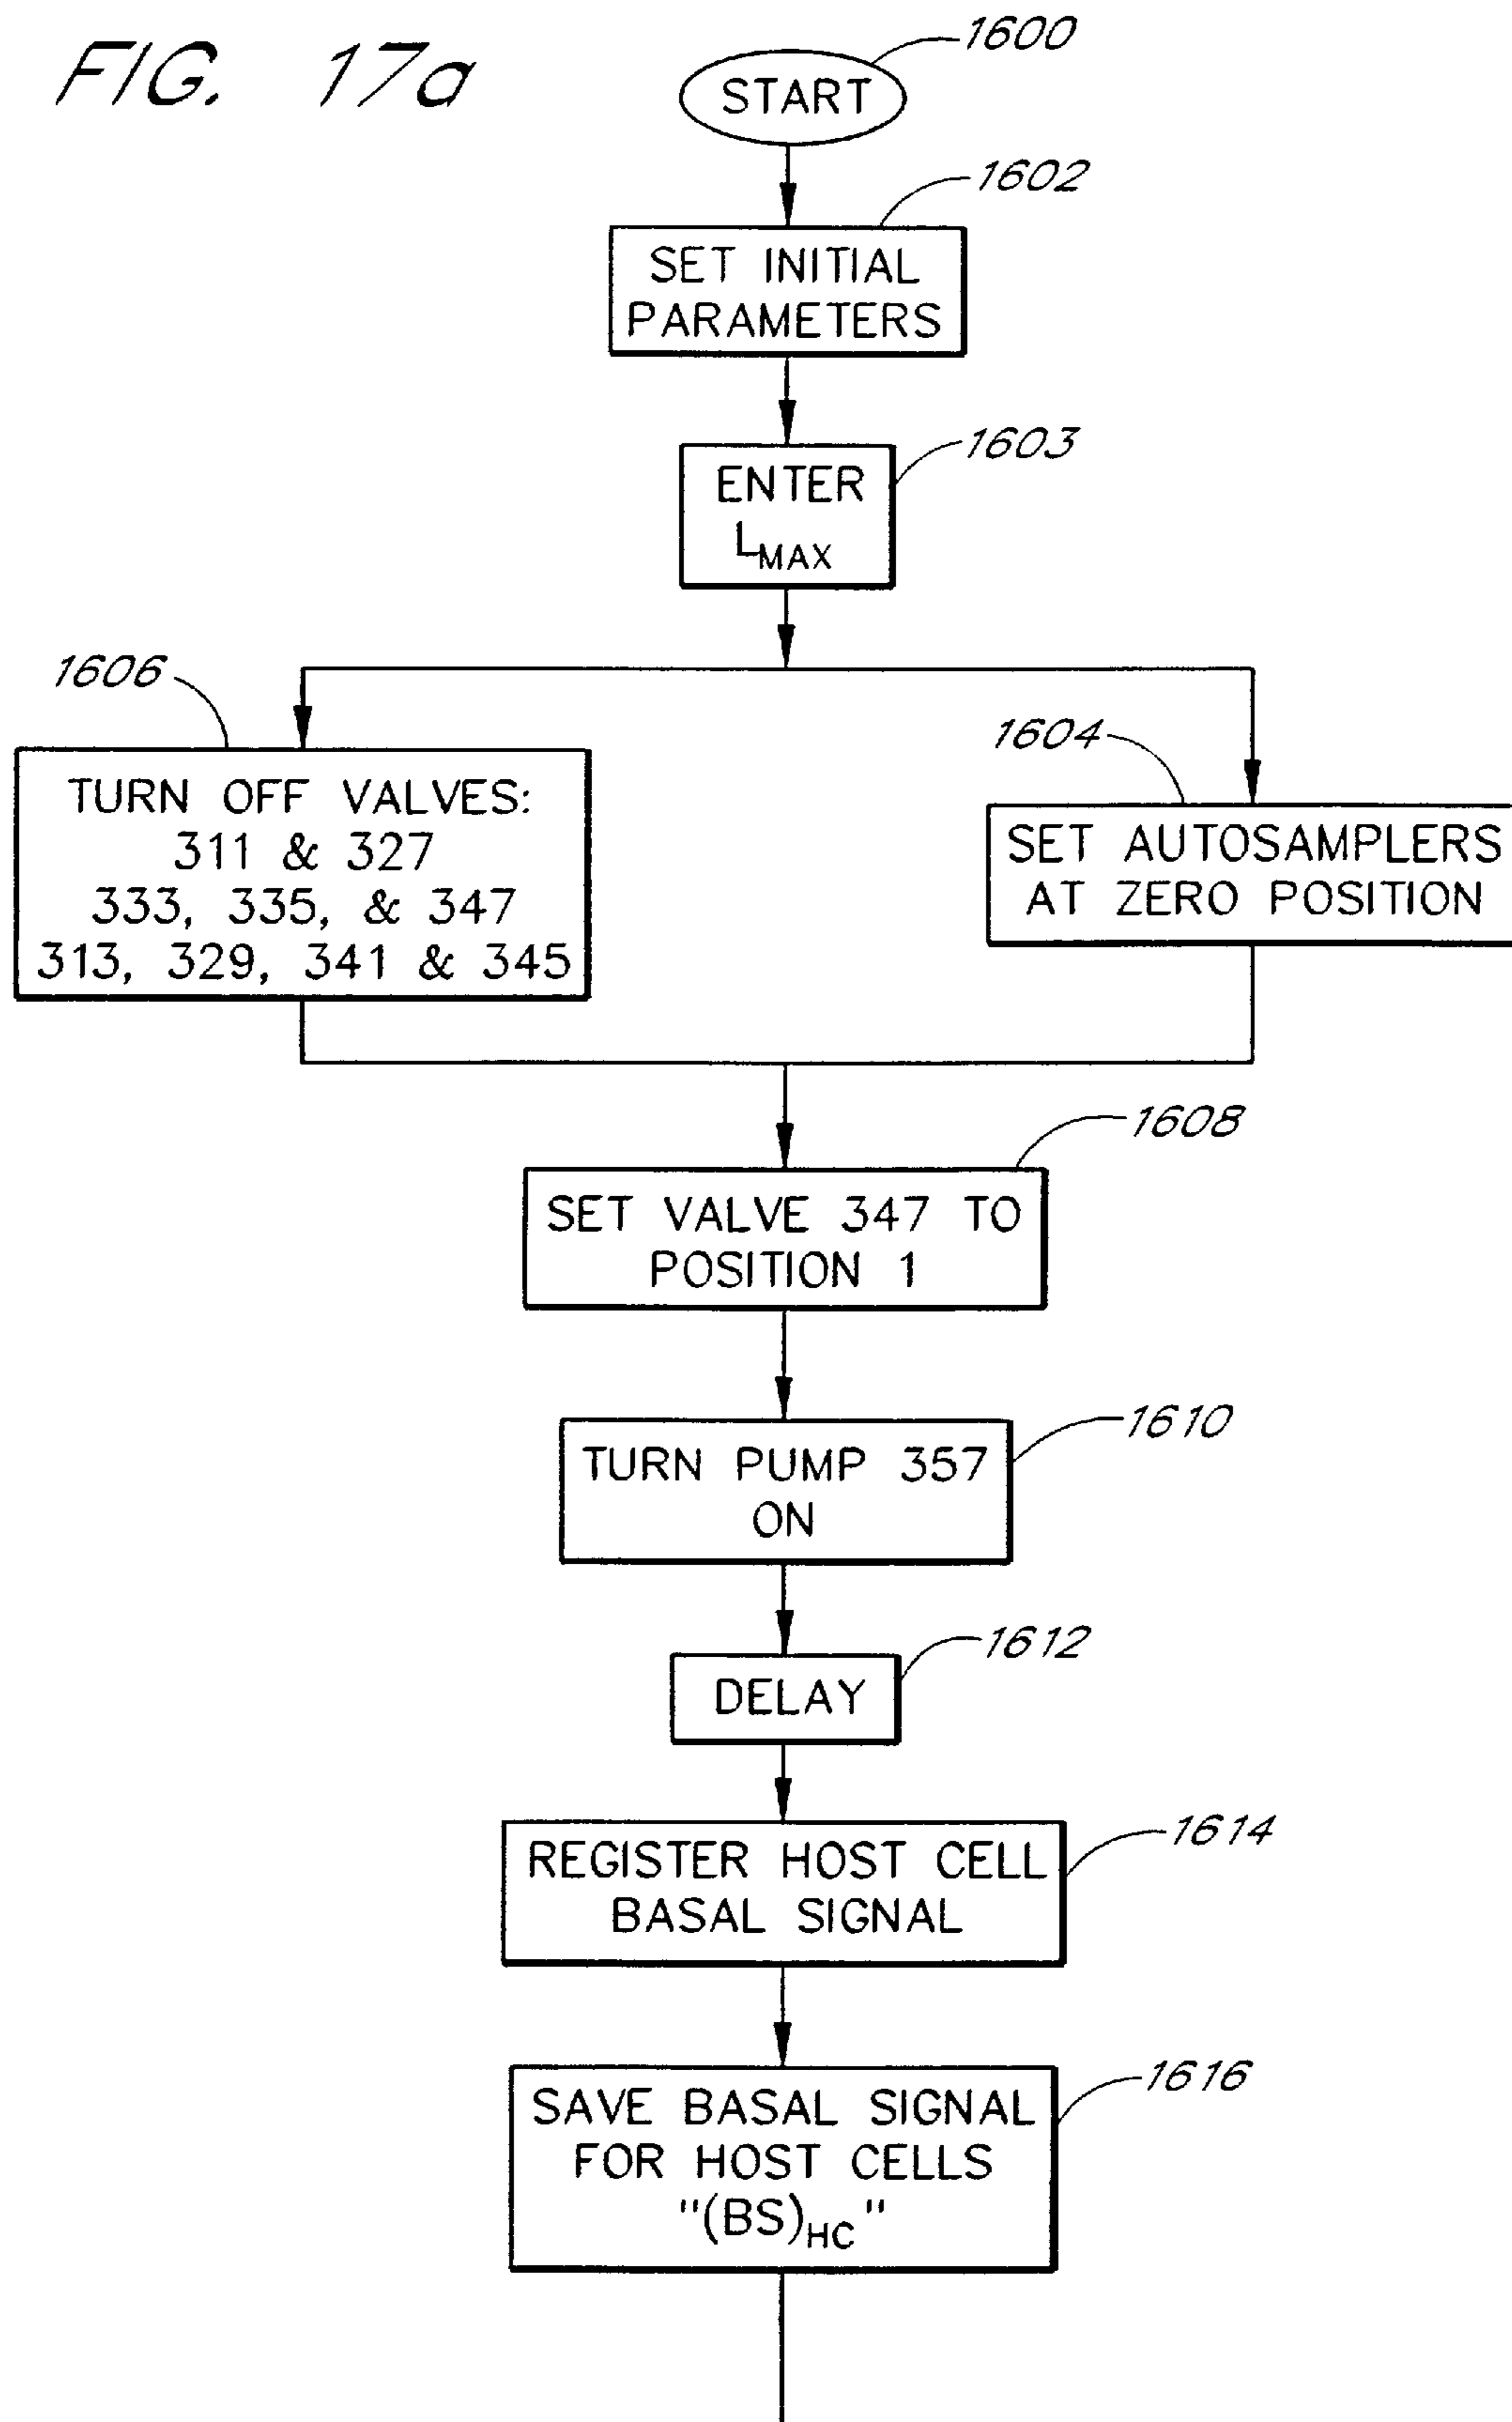 FIG. 17a
1600
START
1602
SET INITIAL
PARAMETERS
1603
ENTER
LMAX
1606
TURN OFF VALVES:
311 & 327
333, 335, & 347
313, 329, 341 & 345
1604
SET AUTOSAMPLERS
AT ZERO POSITION
1608
SET VALVE 347 TO
POSITION 1
1610
TURN PUMP 357
ON
1612
DELAY
1614
REGISTER HOST CELL
BASAL SIGNAL
1616
SAVE BASAL SIGNAL
FOR HOST CELLS
"(BS)HC"